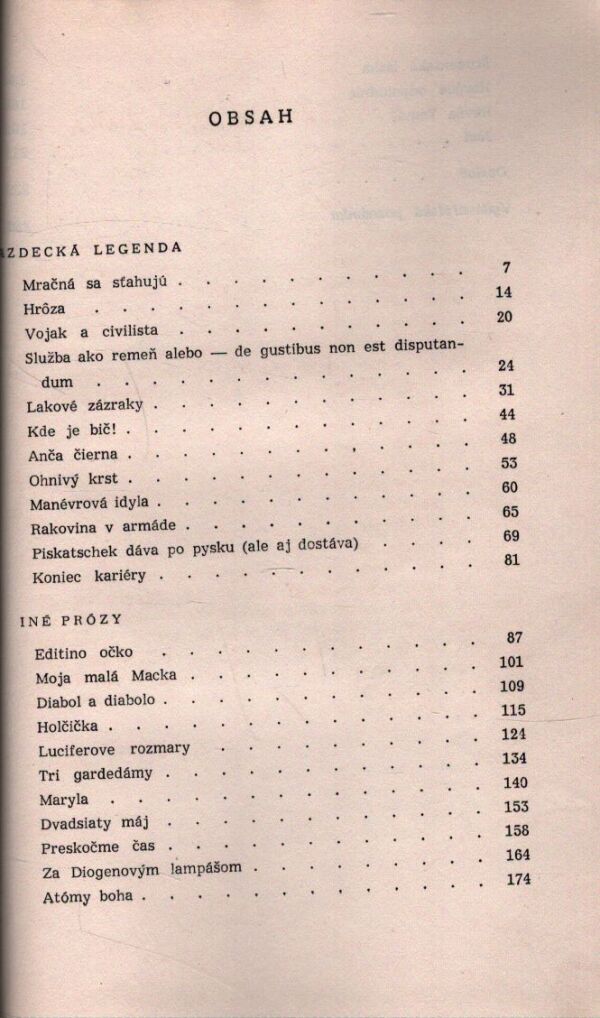 OBSAH
AZDECKÁ LEGENDA
Mračná sa sťahujú . . . . . . . . . . . 7
Hrôza . . . . . . . . . . . . . 14
Vojak a civilista . . . . . . . . . . . 20
Služba ako remeň alebo — de gustibus non est disputan-
dum . . . . . . . . . . . . . 24
Lakové zázraky . . . . . . . . . . . . 31
Kde je bič! . . . . . . . . . . . . . 44
Anča čierna . . . . . . . . . . . . . 48
Ohnivý krst . . . . . . . . . . . . . 53
Manévrová idyla . . . . . . . . . . . . 60
Rakovina v armáde . . . . . . . . . . . 65
Piskatschek dáva po pysku (ale aj dostáva) . . . . 69
Koniec kariéry . . . . . . . . . . . . 81
INÉ PRÓZY
Editino očko . . . . . . . . . . . 87
Moja malá Macka . . . . . . . . . . . 101
Diabol a diabolo . . . . . . . . . . . 109
Holčička . . . . . . . . . . . . . 115
Luciferove rozmary . . . . . . . . . 124
Tri gardedámy . . . . . . . . . . . 134
Maryla . . . . . . . . . . . . . 140
Dvadsiaty máj . . . . . . . . . . . 153
Preskočme čas . . . . . . . . . . . 158
Za Diogenovým lampášom . . . . . . . . 164
Atómy boha . . . . . . . . . . . . 174